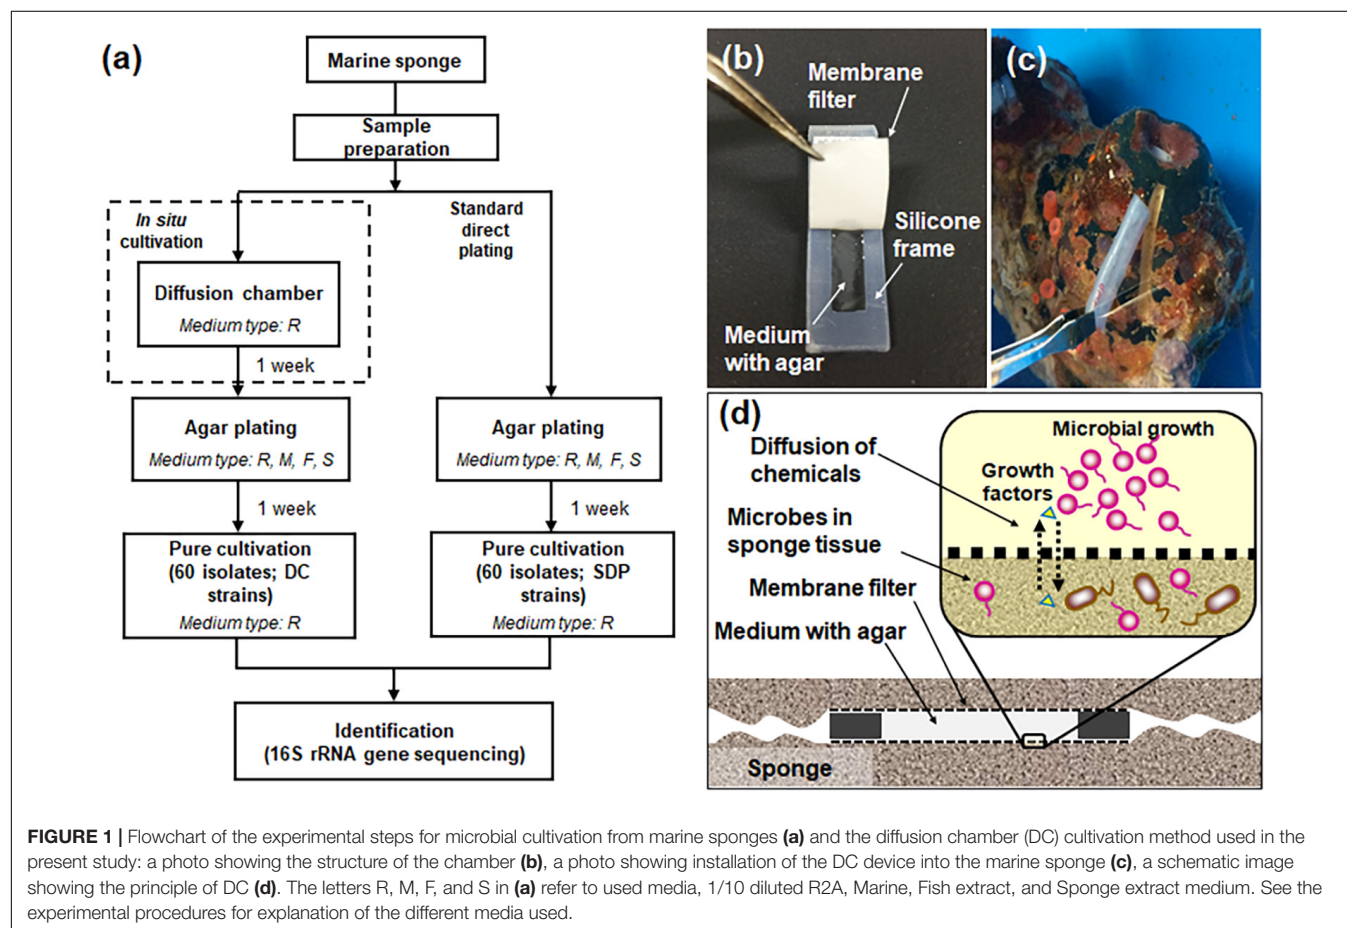 (a)
Marine sponge
Sample
preparation
In situ
cultivation
Standard
direct
plating
Diffusion chamber
Medium type: R
1 week
Agar plating
Medium type: R, M, F, S
Agar plating
Medium type: R, M, F, S
1 week
1 week
Pure cultivation
(60 isolates; DC
strains)
Medium type: R
Pure cultivation
(60 isolates; SDP
strains)
Medium type: R
Identification
(16S rRNA gene sequencing)
(b)
Membrane
filter
Silicone
frame
Medium
with agar
(c)
(d)
Diffusion of
chemicals
Microbes in
sponge tissue
Membrane filter
Medium with agar
Microbial growth
Growth
factors
Sponge
FIGURE 1 | Flowchart of the experimental steps for microbial cultivation from marine sponges (a) and the diffusion chamber (DC) cultivation method used in the
present study: a photo showing the structure of the chamber (b), a photo showing installation of the DC device into the marine sponge (c), a schematic image
showing the principle of DC (d). The letters R, M, F, and S in (a) refer to used media, 1/10 diluted R2A, Marine, Fish extract, and Sponge extract medium. See the
experimental procedures for explanation of the different media used.